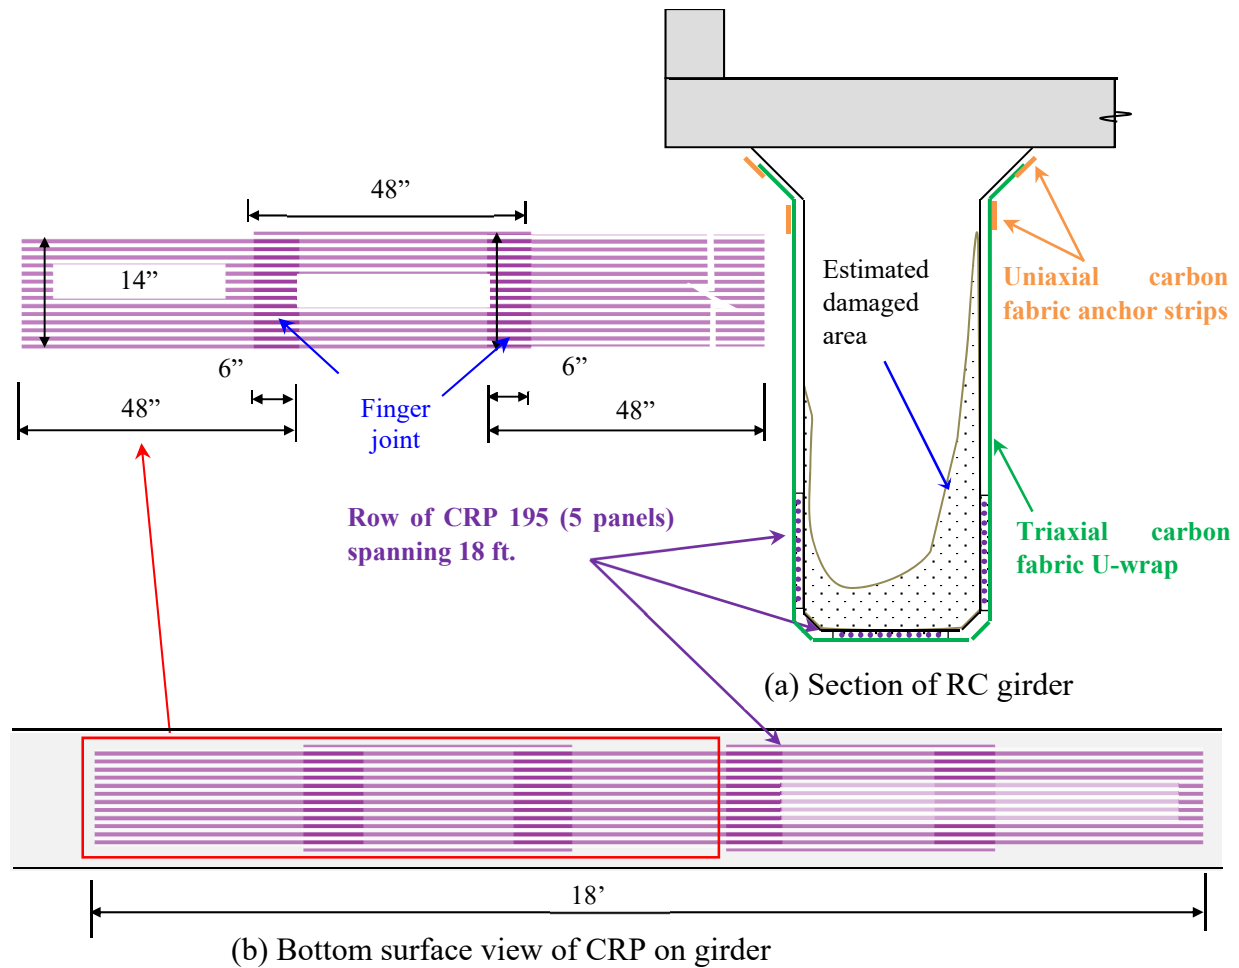 48”
14”
6”
6”
48”
48”
Finger
joint
Estimated
damaged
area
Uniaxial carbon
fabric anchor strips
Row of CRP 195 (5 panels)
spanning 18 ft.
Triaxial carbon
fabric U-wrap
(a) Section of RC girder
18’
(b) Bottom surface view of CRP on girder